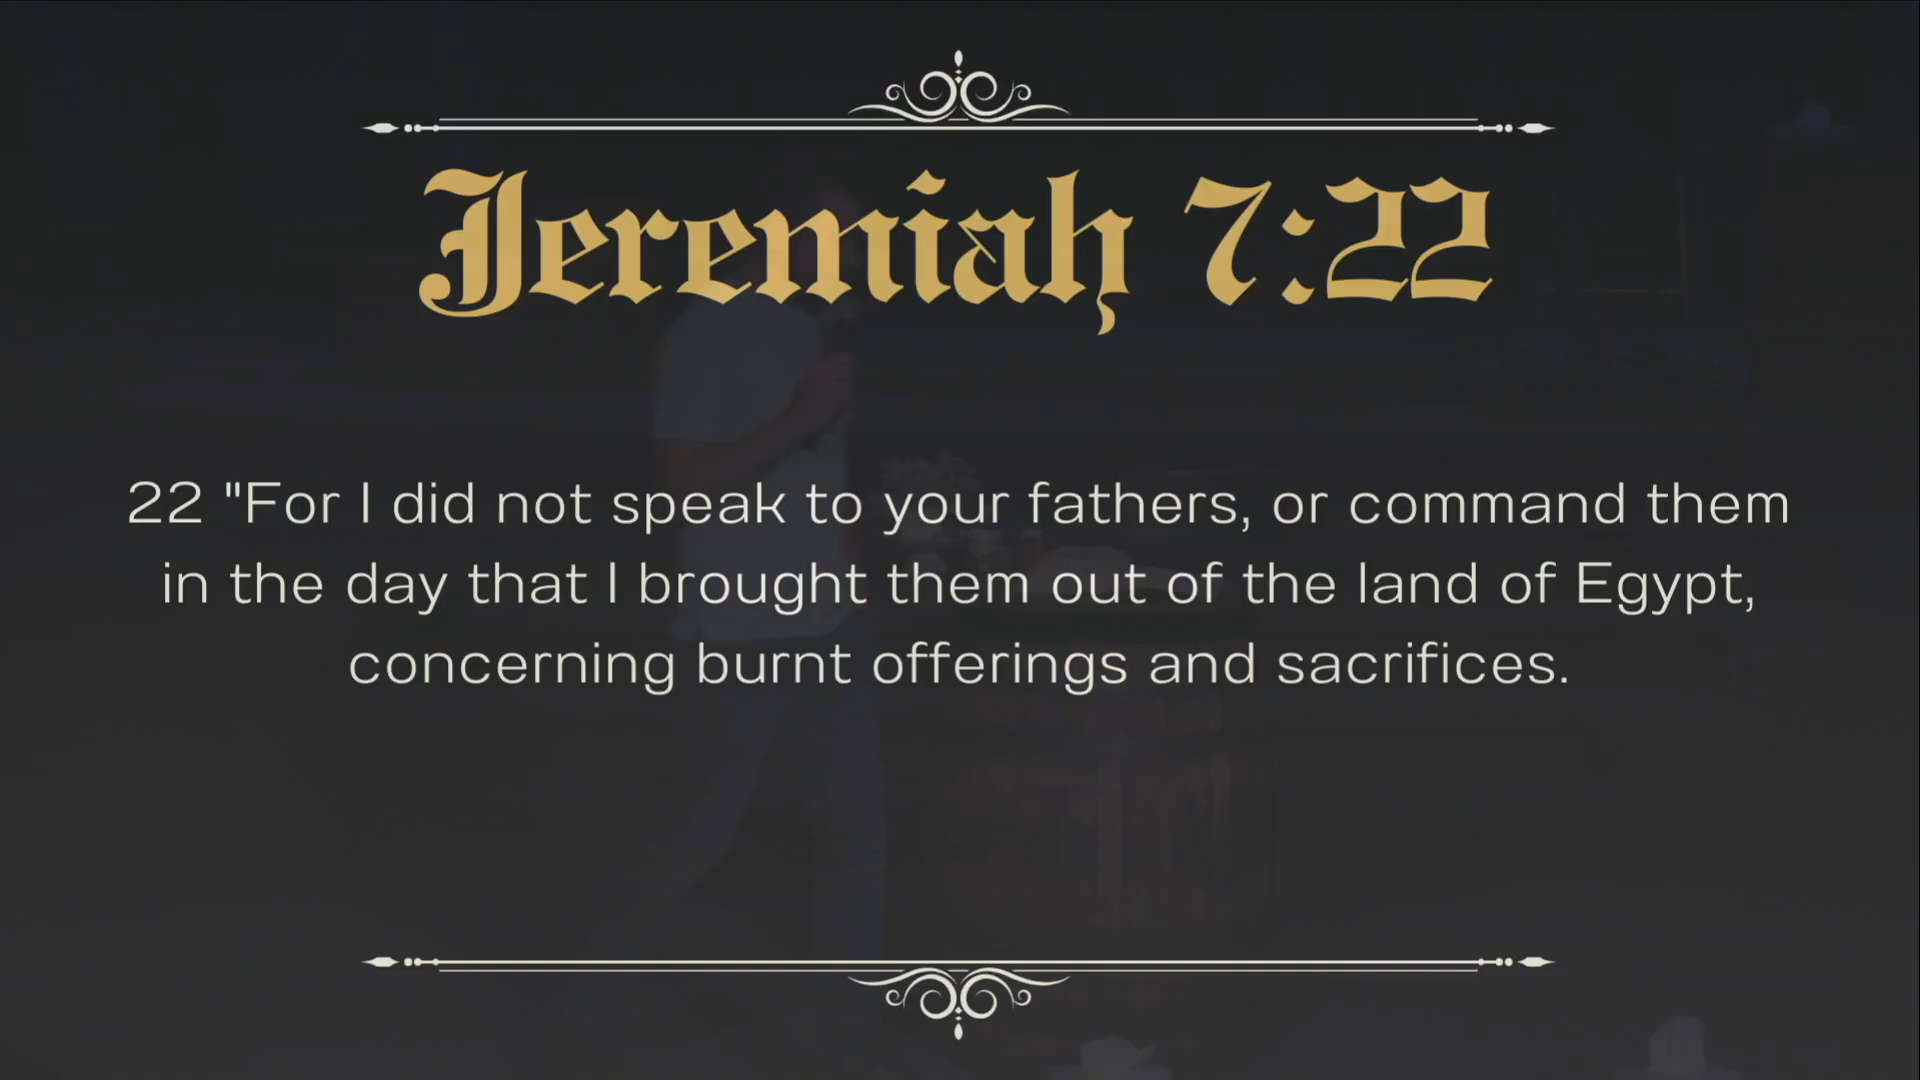 Jeremiah 7:22
22 "For I did not speak to your fathers, or command them
in the day that I brought them out of the land of Egypt,
concerning burnt offerings and sacrifices.